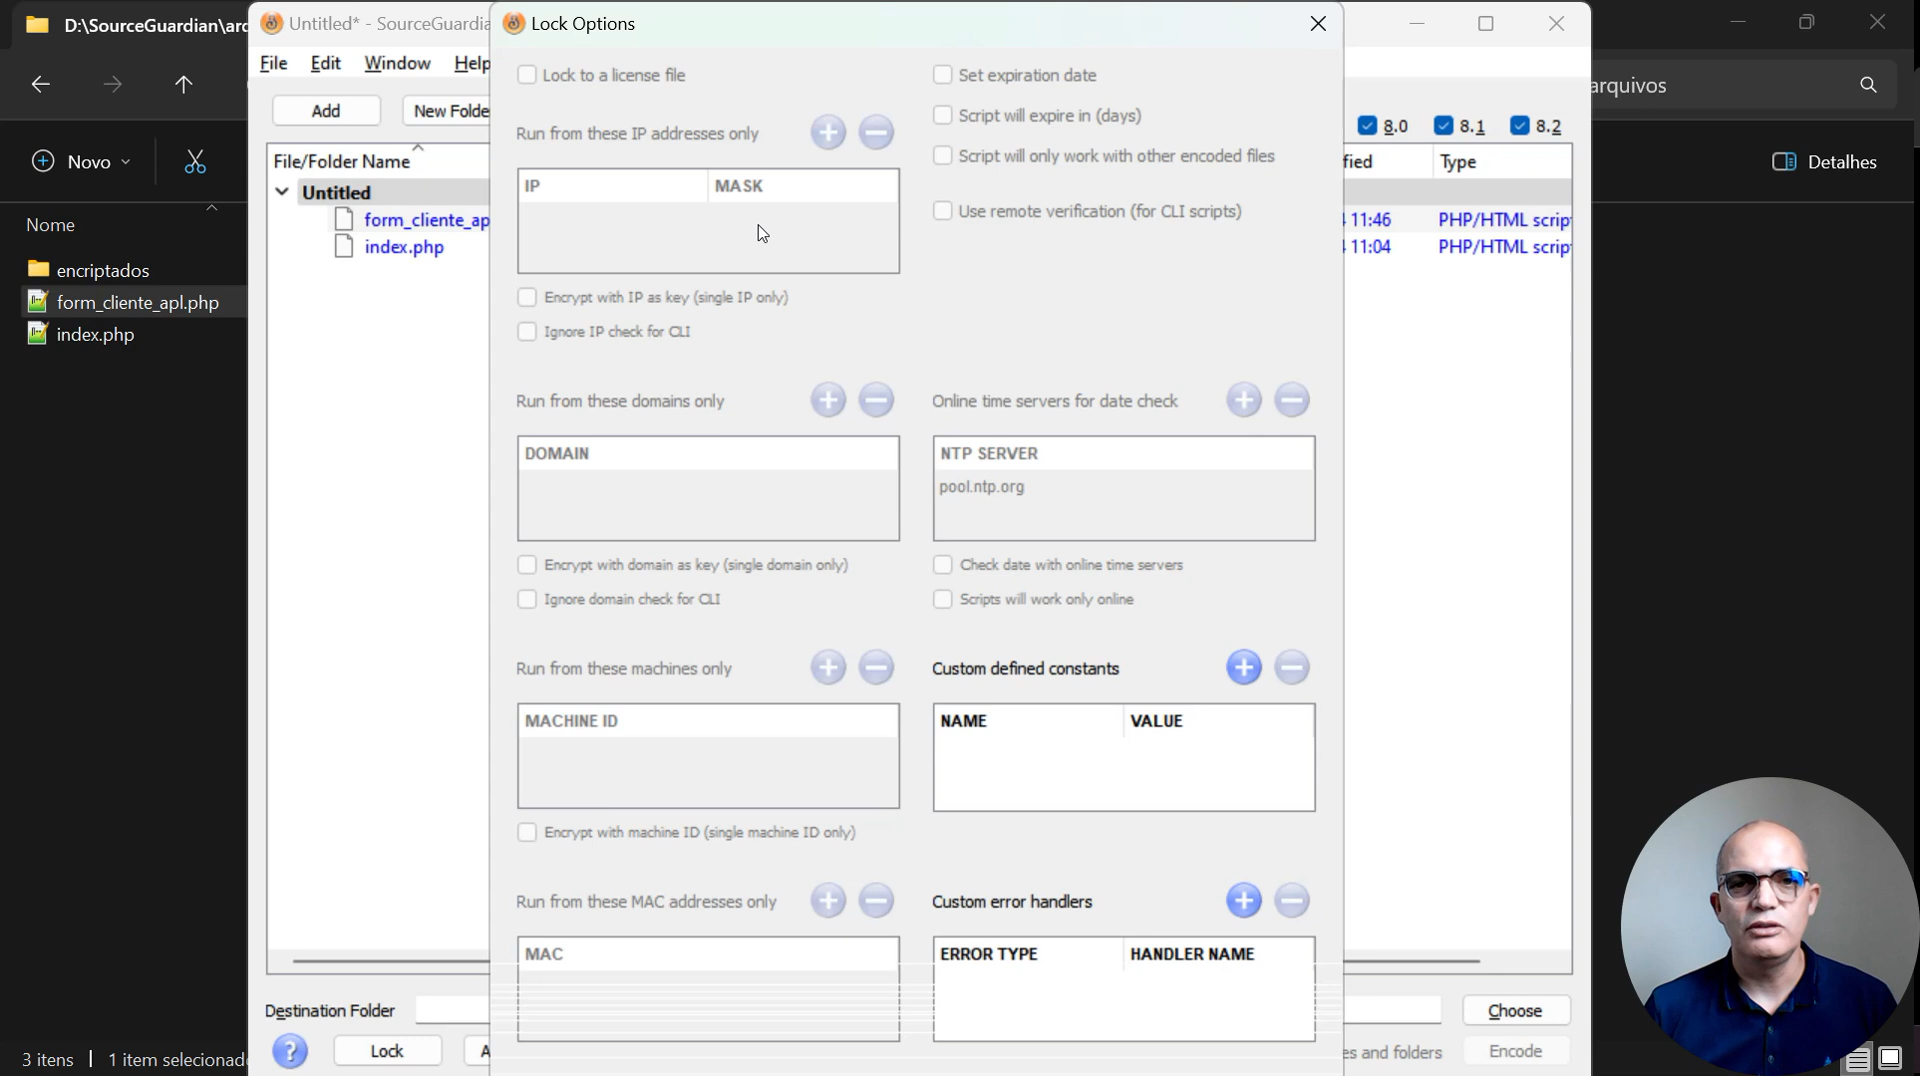 D:\SourceGuardian\arq
arquivos
Novo
Detalhes
Nome
encriptados
form_cliente_apl.php
index.php
3 itens
1 item selecionado
Untitled* - SourceGuardia
File
Edit
Window
Help
Add
New Folde
8.0
8.1
8.2
File/Folder Name
fied
Type
Untitled
form_cliente_ap
11:46
PHP/HTML scrip
index.php
11:04
PHP/HTML scrip
Destination Folder
Choose
?
Lock
A
es and folders
Encode
Lock Options
Lock to a license file
Run from these IP addresses only
IP
MASK
Encrypt with IP as key (single IP only)
Ignore IP check for CLI
Run from these domains only
DOMAIN
Encrypt with domain as key (single domain only)
Ignore domain check for CLI
Run from these machines only
MACHINE ID
Encrypt with machine ID (single machine ID only)
Run from these MAC addresses only
MAC
Set expiration date
Script will expire in (days)
Script will only work with other encoded files
Use remote verification (for CLI scripts)
Online time servers for date check
NTP SERVER
pool.ntp.org
Check date with online time servers
Scripts will work only online
Custom defined constants
NAME
VALUE
Custom error handlers
ERROR TYPE
HANDLER NAME